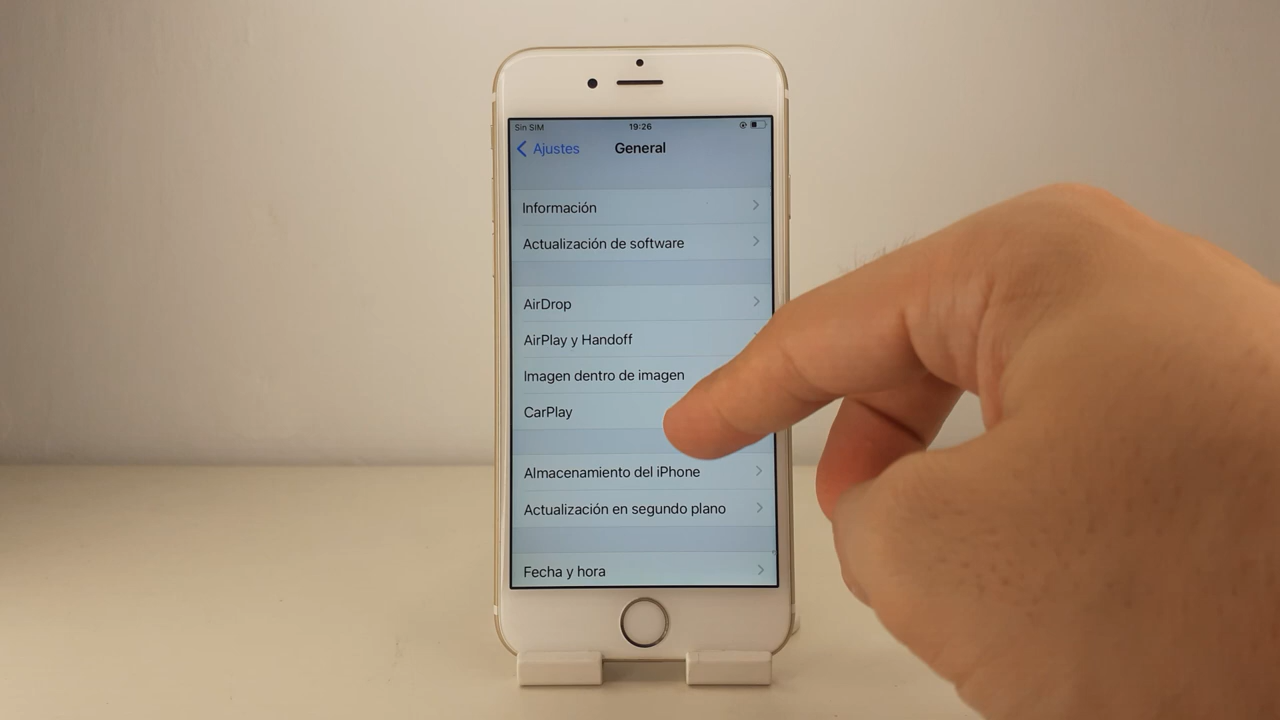 Sin SIM 19:26
Ajustes General
Información
Actualización de software
AirDrop
AirPlay y Handoff
Imagen dentro de imagen
CarPlay
Almacenamiento del iPhone
Actualización en segundo plano
Fecha y hora